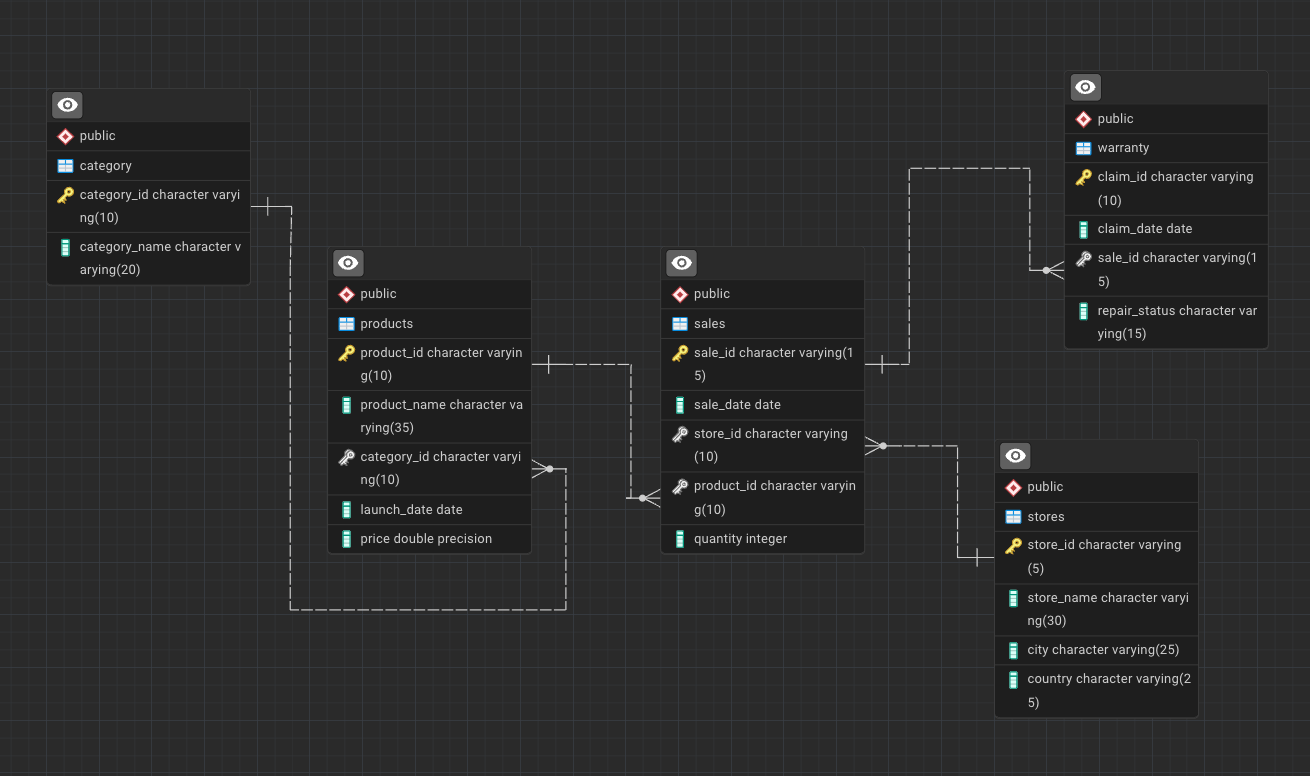 public
category
category_id character varyi
ng(10)
category_name character v
arying(20)
public
products
product_id character varyin
g(10)
product_name character va
rying(35)
category_id character varyi
ng(10)
launch_date date
price double precision
public
sales
sale_id character varying(1
5)
sale_date date
store_id character varying
(10)
product_id character varyin
g(10)
quantity integer
public
warranty
claim_id character varying
(10)
claim_date date
sale_id character varying(1
5)
repair_status character var
ying(15)
public
stores
store_id character varying
(5)
store_name character varyi
ng(30)
city character varying(25)
country character varying(2
5)